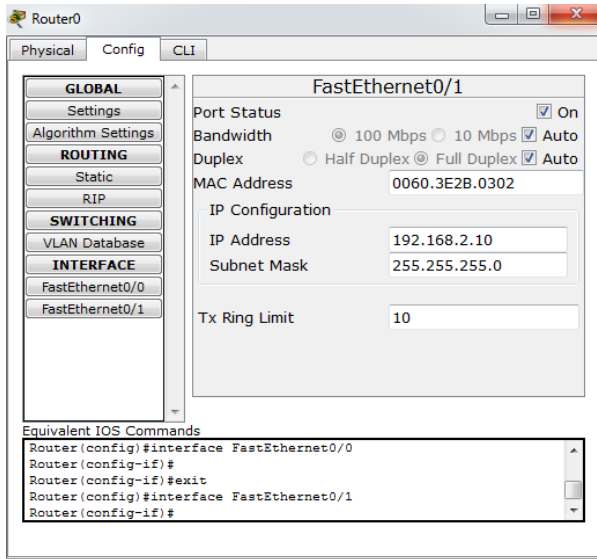 Router0
Physical Config CLI
GLOBAL
Settings
Algorithm Settings
ROUTING
Static
RIP
SWITCHING
VLAN Database
INTERFACE
FastEthernet0/0
FastEthernet0/1
FastEthernet0/1
Port Status On
Bandwidth 100 Mbps 10 Mbps Auto
Duplex Half Duplex Full Duplex Auto
MAC Address 0060.3E2B.0302
IP Configuration
IP Address 192.168.2.10
Subnet Mask 255.255.255.0
Tx Ring Limit 10
Equivalent IOS Commands
Router(config)#interface FastEthernet0/0
Router(config-if)#
Router(config-if)#exit
Router(config)#interface FastEthernet0/1
Router(config-if)#